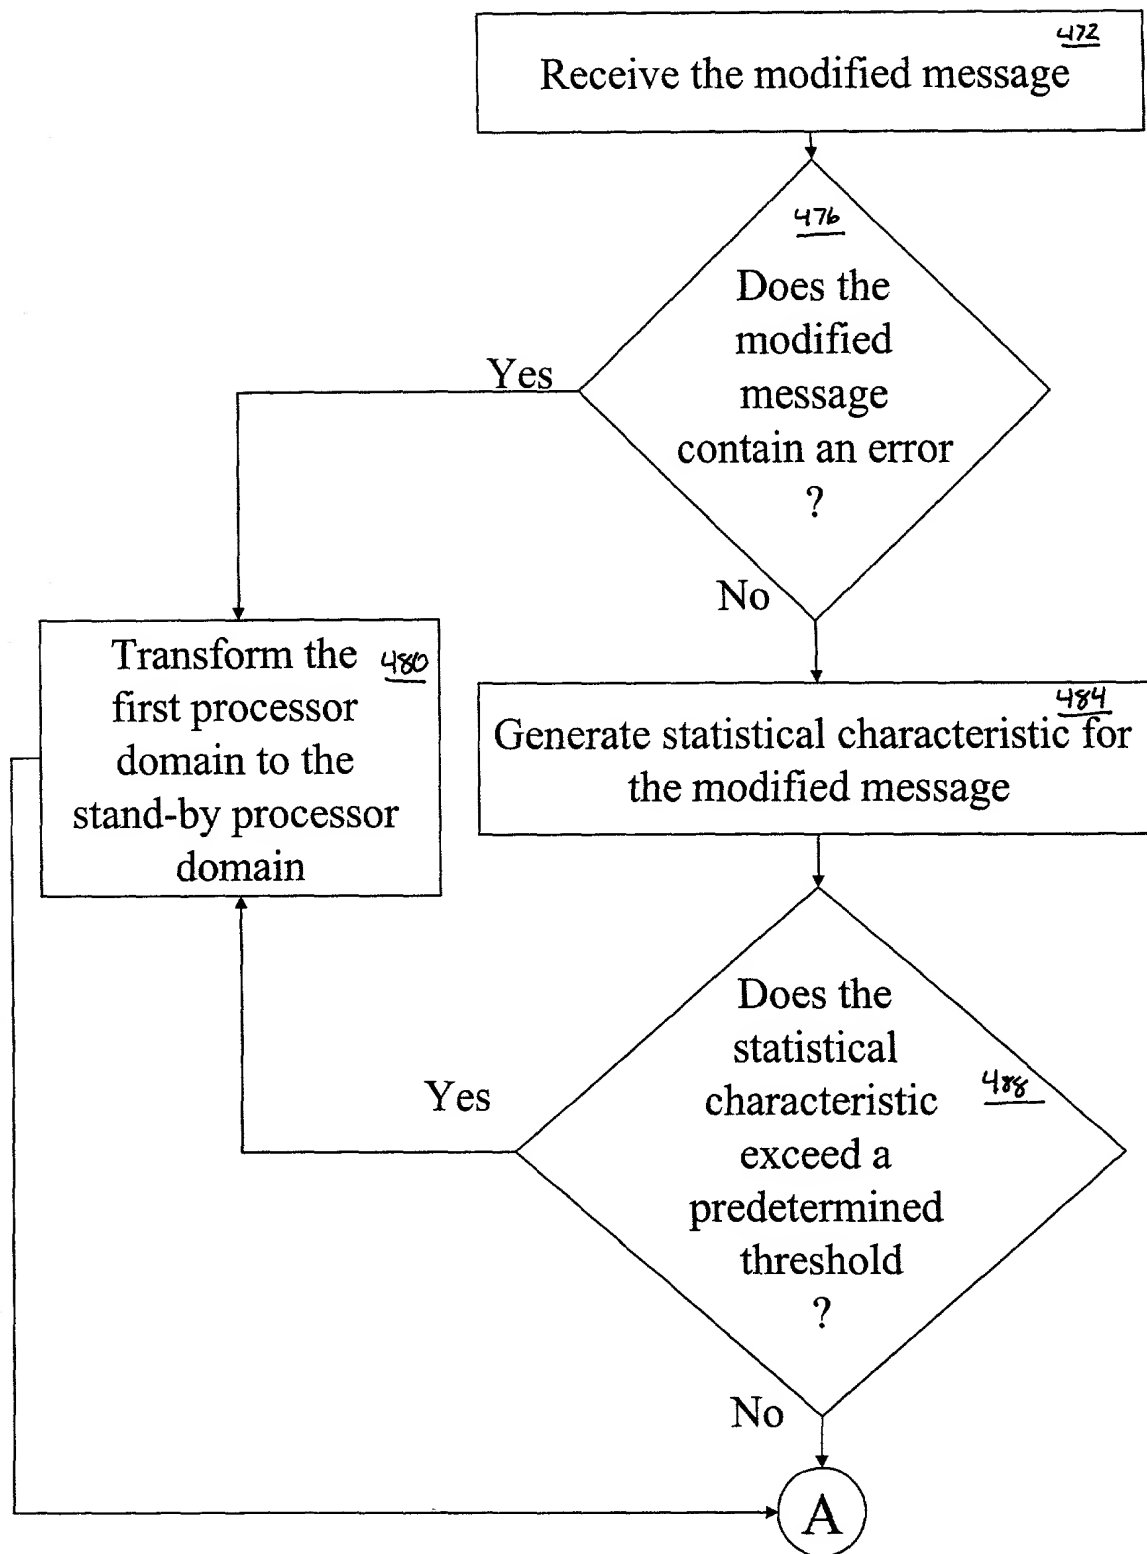 472
Receive the modified message
476
Does the
modified
message
contain an error
?
Yes
No
Transform the
480
first processor
domain to the
stand-by processor
domain
484
Generate statistical characteristic for
the modified message
Does the
statistical
characteristic
488
exceed a
predetermined
threshold
?
Yes
No
A